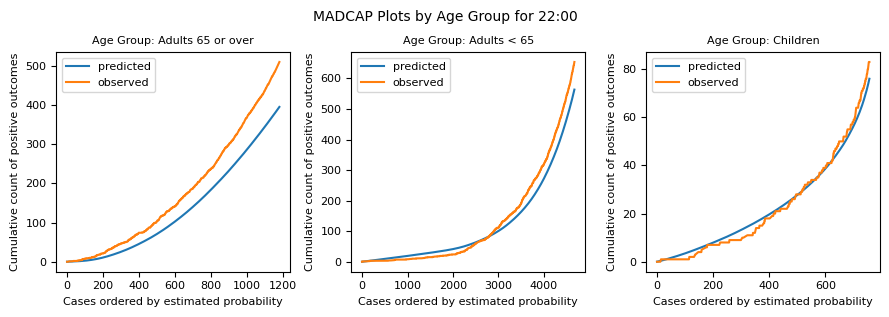 MADCAP Plots by Age Group for 22:00
Age Group: Adults 65 or over
predicted
observed
Cumulative count of positive outcomes
500
400
300
200
100
0
0 200 400 600 800 1000 1200
Cases ordered by estimated probability
Age Group: Adults < 65
predicted
observed
Cumulative count of positive outcomes
600
500
400
300
200
100
0
0 1000 2000 3000 4000
Cases ordered by estimated probability
Age Group: Children
predicted
observed
Cumulative count of positive outcomes
80
60
40
20
0
0 200 400 600
Cases ordered by estimated probability